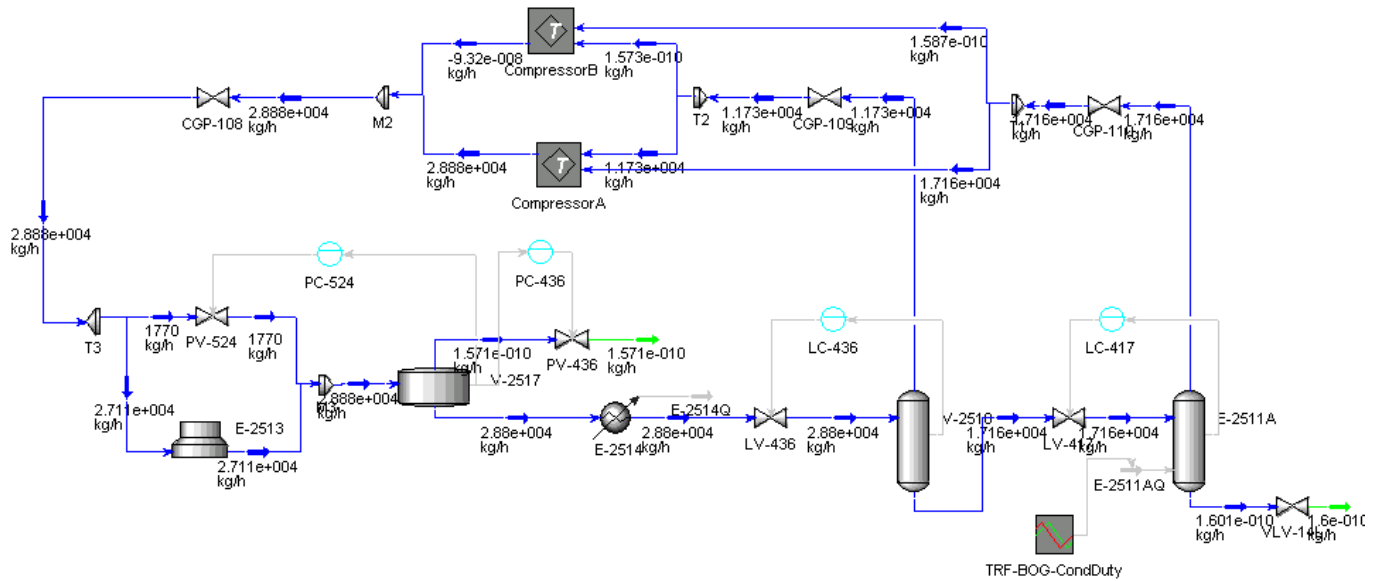 1.587e-010
kg/h
-9.32e-008
kg/h
CompressorB
1.573e-010
kg/h
CGP-108
2.888e+004
kg/h
M2
T2
1.173e+004
kg/h
CGP-109
1.173e+004
1.716e+004
kg/h
CGP-110
1.716e+004
2.888e+004
kg/h
CompressorA
1.173e+004
kg/h
1.716e+004
kg/h
2.888e+004
kg/h
PC-524
PC-436
T3
1770
kg/h
PV-524
1770
kg/h
1.571e-010
kg/h
V-2517
PV-436
1.571e-010
kg/h
LC-436
LC-417
2.888e+004
kg/h
E-2514Q
2.711e+004
kg/h
E-2513
2.711e+004
kg/h
2.88e+004
kg/h
E-2514
2.88e+004
kg/h
LV-436
2.88e+004
kg/h
1.716e+004
kg/h
LV-417
1.716e+004
kg/h
E-2511A
E-2511AQ
TRF-BOG-CondDuty
1.601e-010
kg/h
1.6e-010
kg/h